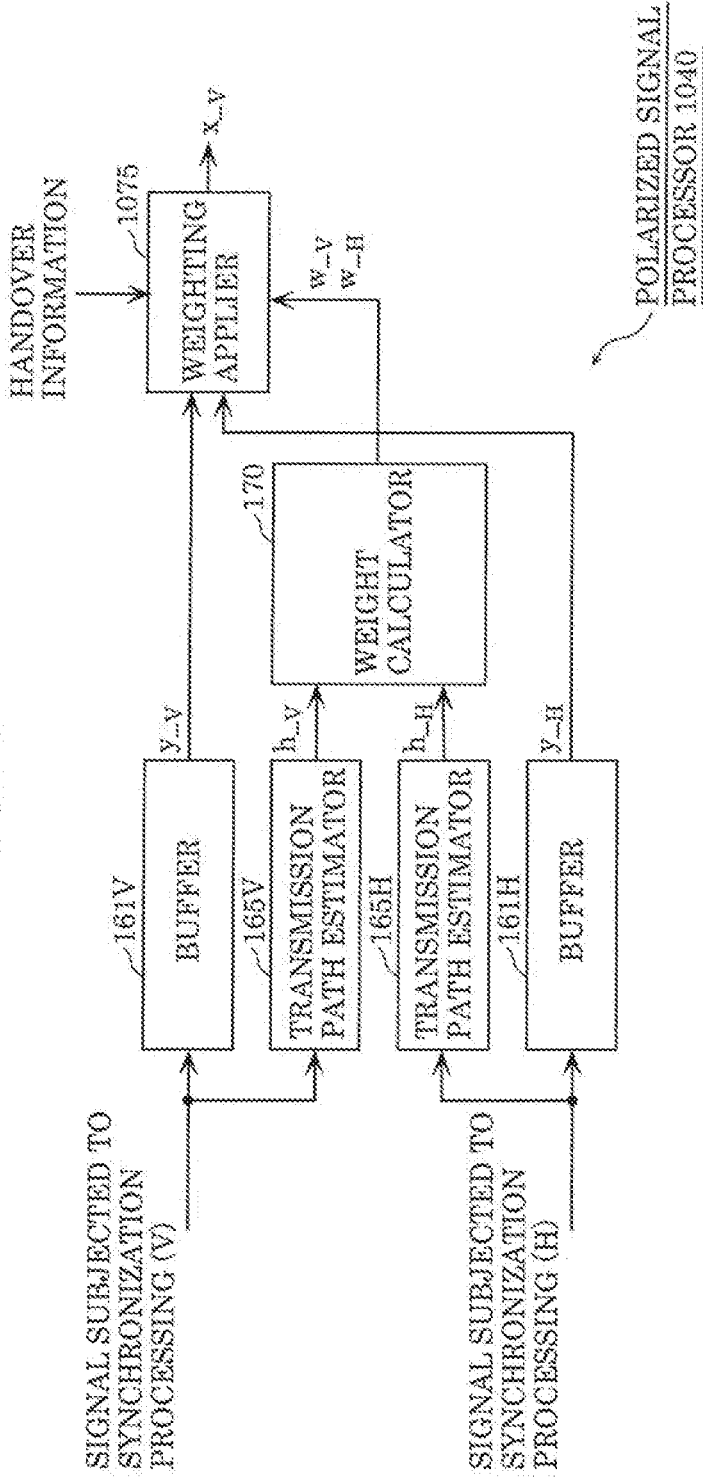 HANDOVER
INFORMATION
1075
WEIGHTING
APPLIER
x_V
w_V
w_H
170
WEIGHT
CALCULATOR
y_V
h_V
h_H
y_H
161V
BUFFER
165V
TRANSMISSION
PATH ESTIMATOR
165H
TRANSMISSION
PATH ESTIMATOR
161H
BUFFER
SIGNAL SUBJECTED TO
SYNCHRONIZATION
PROCESSING (V)
SIGNAL SUBJECTED TO
SYNCHRONIZATION
PROCESSING (H)
POLARIZED SIGNAL
PROCESSOR 1040